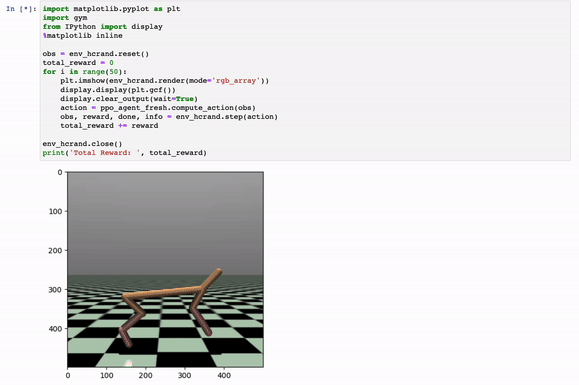 In [*]: import matplotlib.pyplot as plt
import gym
from IPython import display
%matplotlib inline

obs = env_hcrand.reset()
total_reward = 0
for i in range(50):
    plt.imshow(env_hcrand.render(mode='rgb_array'))
    display.display(plt.gcf())
    display.clear_output(wait=True)
    action = ppo_agent_fresh.compute_action(obs)
    obs, reward, done, info = env_hcrand.step(action)
    total_reward += reward

env_hcrand.close()
print('Total Reward: ', total_reward)
0
100
200
300
400
0 100 200 300 400